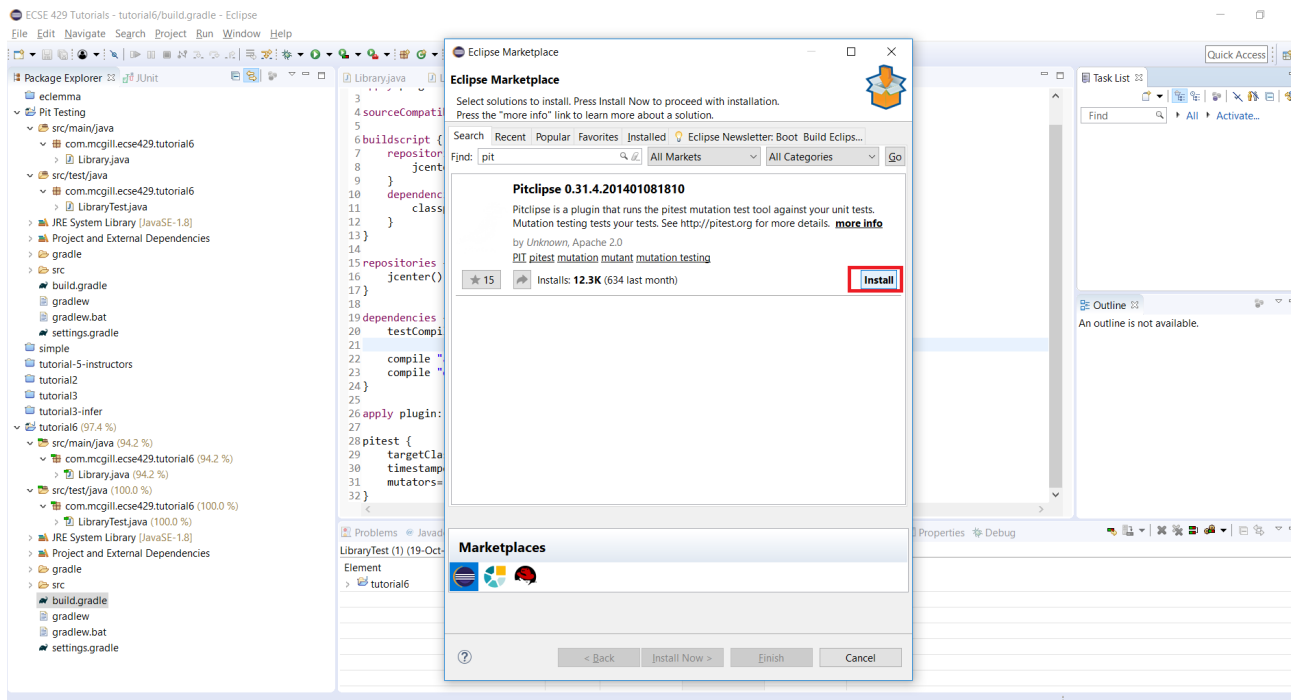 ECSE 429 Tutorials - tutorial6/build.gradle - Eclipse
File Edit Navigate Search Project Run Window Help
Quick Access
Package Explorer JUnit
eclemma
Pit Testing
src/main/java
com.mcgill.ecse429.tutorial6
Library.java
src/test/java
com.mcgill.ecse429.tutorial6
LibraryTest.java
JRE System Library [JavaSE-1.8]
Project and External Dependencies
gradle
src
build.gradle
gradlew
gradlew.bat
settings.gradle
simple
tutorial-5-instructors
tutorial2
tutorial3
tutorial3-infer
tutorial6 (97.4 %)
src/main/java (94.2 %)
com.mcgill.ecse429.tutorial6 (94.2 %)
Library.java (94.2 %)
src/test/java (100.0 %)
com.mcgill.ecse429.tutorial6 (100.0 %)
LibraryTest.java (100.0 %)
JRE System Library [JavaSE-1.8]
Project and External Dependencies
gradle
src
build.gradle
gradlew
gradlew.bat
settings.gradle
Library.java
3
4 sourceCompati
5
6 buildscript {
7 repositor
8 jcent
9 }
10 dependenc
11 class
12 }
13 }
14
15 repositories
16 jcenter()
17 }
18
19 dependencies
20 testCompi
21
22 compile "
23 compile "
24 }
25
26 apply plugin:
27
28 pitest {
29 targetCla
30 timestamp
31 mutators=
32 }
Problems Javad
LibraryTest (1) (19-Oct-
Element
tutorial6
Properties Debug
Eclipse Marketplace
Eclipse Marketplace
Select solutions to install. Press Install Now to proceed with installation.
Press the "more info" link to learn more about a solution.
Search Recent Popular Favorites Installed Eclipse Newsletter: Boot Build Eclips...
Find: pit All Markets All Categories Go
Pitclipse 0.31.4.201401081810
Pitclipse is a plugin that runs the pitest mutation test tool against your unit tests.
Mutation testing tests your tests. See http://pitest.org for more details. more info
by Unknown, Apache 2.0
PIT pitest mutation mutant mutation testing
15 Installs: 12.3K (634 last month) Install
Marketplaces
? < Back Install Now > Finish Cancel
Task List
Find All Activate...
Outline
An outline is not available.